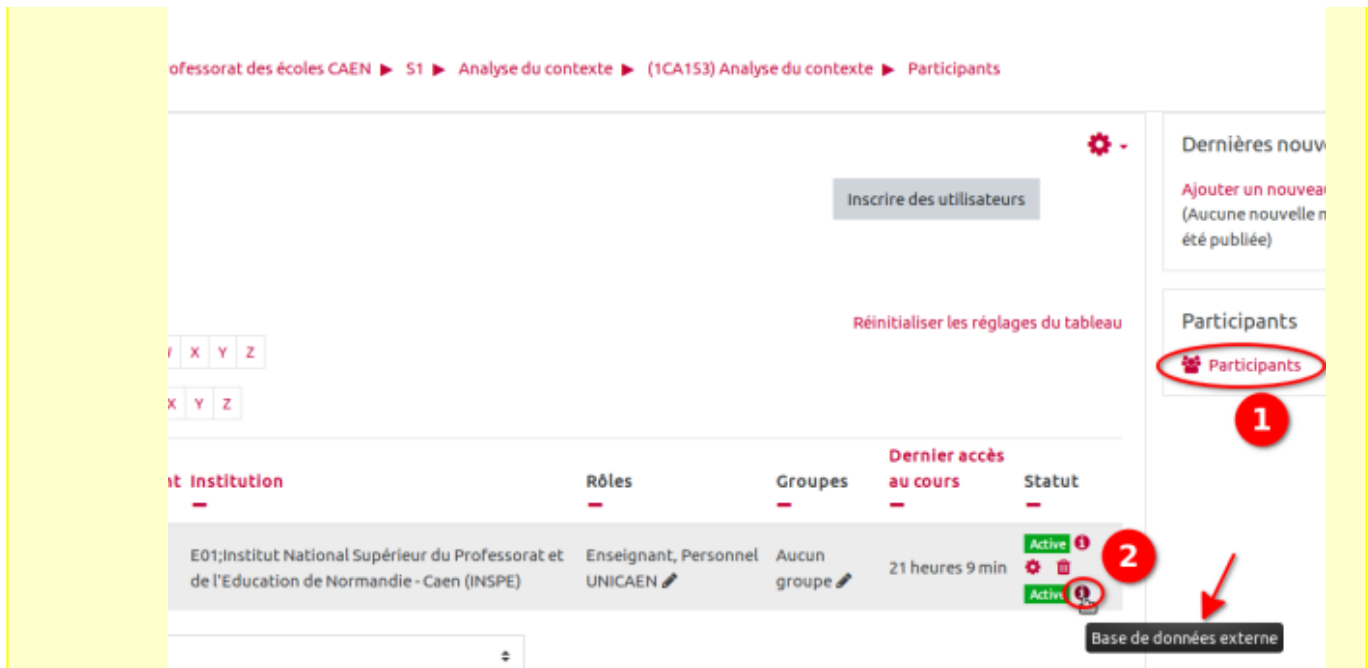 ofessorat des écoles CAEN ▶ S1 ▶ Analyse du contexte ▶ (1CA153) Analyse du contexte ▶ Participants
Dernières nouv
Inscrire des utilisateurs
Ajouter un nouvea
(Aucune nouvelle
été publiée)
Réinitialiser les réglages du tableau
Participants
X Y Z
Participants
X Y Z
1
Dernier accès
nt Institution Rôles Groupes au cours Statut
E01;Institut National Supérieur du Professorat et Enseignant, Personnel Aucun Active
2
de l'Education de Normandie - Caen (INSPE) UNICAEN groupe 21 heures 9 min
Active
Base de données externe